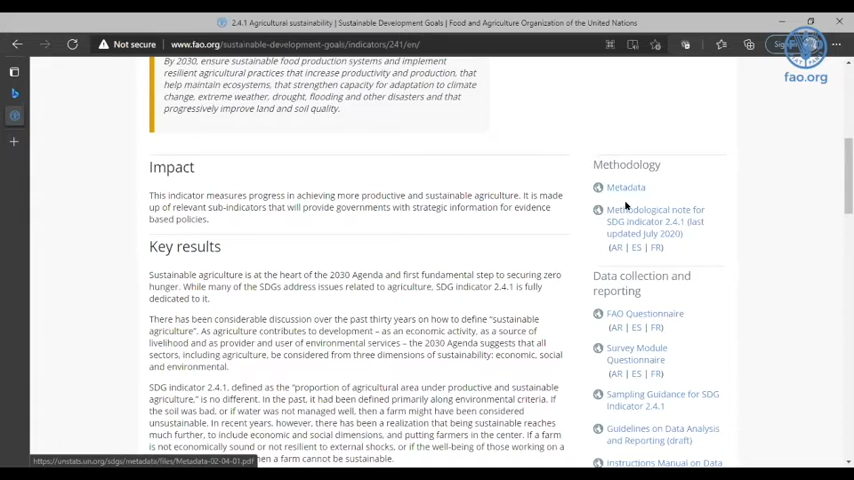 2.4.1 Agricultural sustainability | Sustainable Development Goals | Food and Agriculture Organization of the United Nations
Not secure | www.fao.org/sustainable-development-goals/indicators/241/en/
fao.org
By 2030, ensure sustainable food production systems and implement
resilient agricultural practices that increase productivity and production, that
help maintain ecosystems, that strengthen capacity for adaptation to climate
change, extreme weather, drought, flooding and other disasters and that
progressively improve land and soil quality.
Impact
This indicator measures progress in achieving more productive and sustainable agriculture. It is made
up of relevant sub-indicators that will provide governments with strategic information for evidence
based policies.
Key results
Sustainable agriculture is at the heart of the 2030 Agenda and first fundamental step to securing zero
hunger. While many of the SDGs address issues related to agriculture, SDG indicator 2.4.1 is fully
dedicated to it.
There has been considerable discussion over the past thirty years on how to define “sustainable
agriculture”. As agriculture contributes to development – as an economic activity, as a source of
livelihood and as provider and user of environmental services – the 2030 Agenda suggests that all
sectors, including agriculture, be considered from three dimensions of sustainability: economic, social
and environmental.
SDG indicator 2.4.1, defined as the “proportion of agricultural area under productive and sustainable
agriculture,” is no different. In the past, it had been defined primarily along environmental criteria. If
the soil was bad, or if water was not managed well, then a farm might have been considered
unsustainable. In recent years, however, there has been a realization that being sustainable reaches
much further, to include economic and social dimensions, and putting farmers in the center. If a farm
is not economically sound or not resilient to external shocks, or if the well-being of those working on
hen a farm cannot be sustainable.
https://unstats.un.org/sdgs/metadata/files/Metadata-02-04-01.pdf
Methodology
Metadata
Methodological note for
SDG indicator 2.4.1 (last
updated July 2020)
(AR | ES | FR)
Data collection and
reporting
FAO Questionnaire
(AR | ES | FR)
Survey Module
Questionnaire
(AR | ES | FR)
Sampling Guidance for SDG
Indicator 2.4.1
Guidelines on Data Analysis
and Reporting (draft)
Instructions Manual on Data